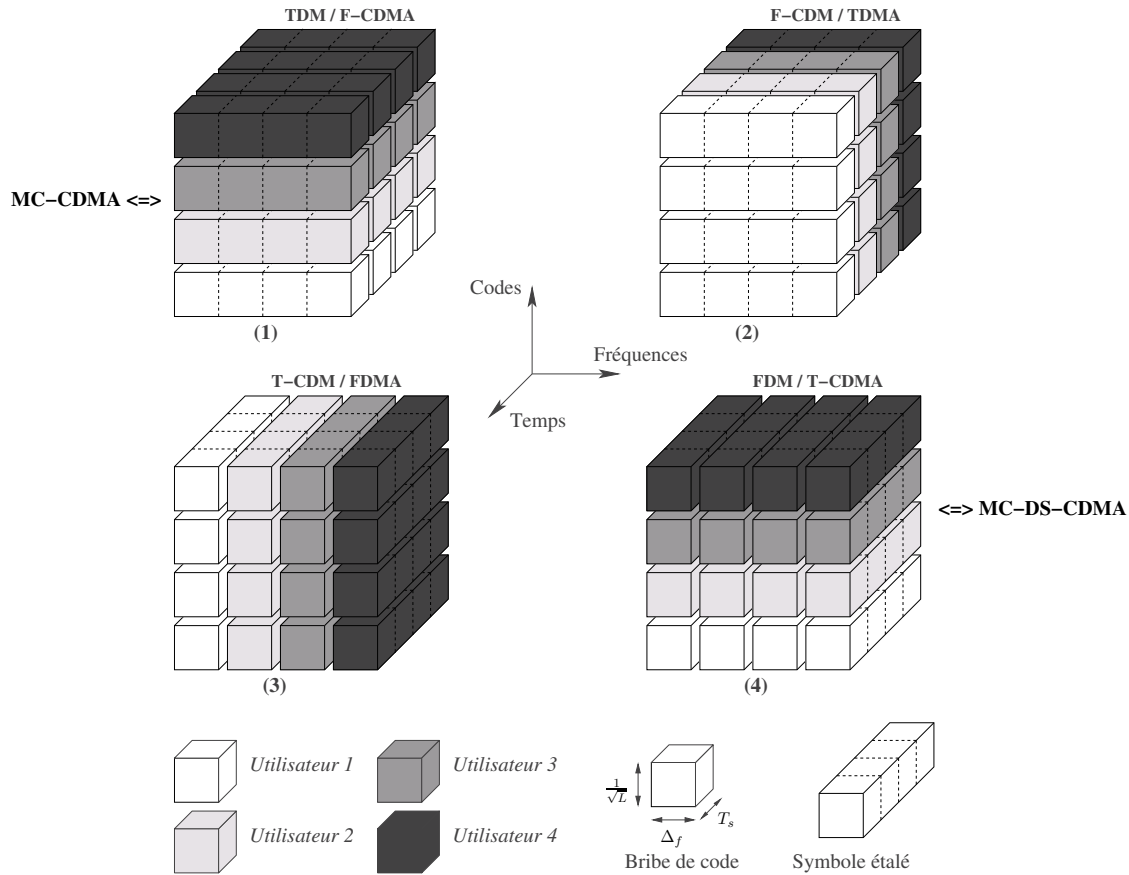 TDM / F−CDMA
F−CDM / TDMA
MC−CDMA <=>
(1)
(2)
Codes
Fréquences
Temps
T−CDM / FDMA
FDM / T−CDMA
<=> MC−DS−CDMA
(3)
(4)
Utilisateur 1
Utilisateur 3
Utilisateur 2
Utilisateur 4
1/√L
T_s
Δ_f
Bribe de code
Symbole étalé